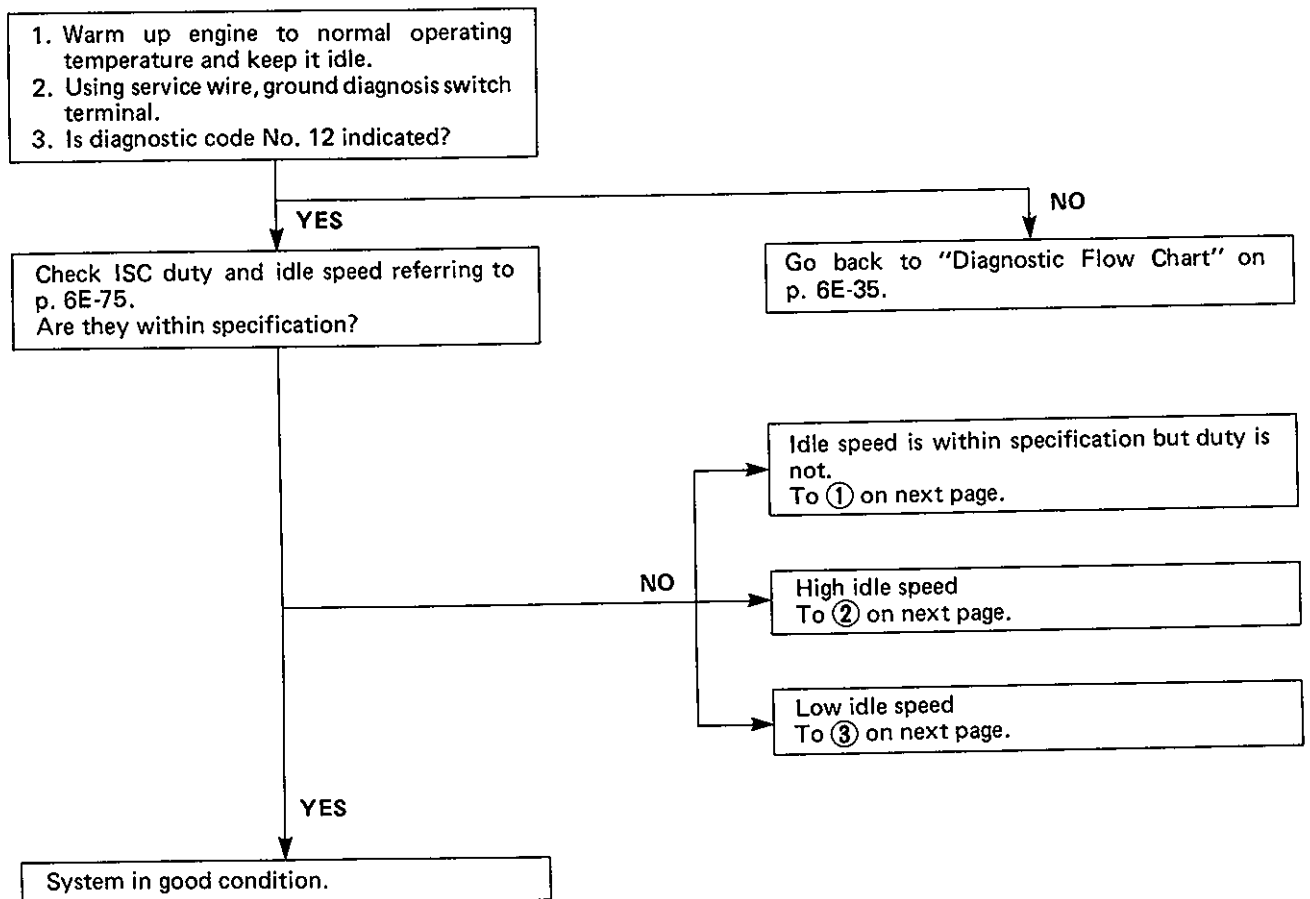 1. Warm up engine to normal operating
temperature and keep it idle.
2. Using service wire, ground diagnosis switch
terminal.
3. Is diagnostic code No. 12 indicated?
YES
NO
Check ISC duty and idle speed referring to
p. 6E-75.
Are they within specification?
Go back to "Diagnostic Flow Chart" on
p. 6E-35.
Idle speed is within specification but duty is
not.
To ① on next page.
NO
High idle speed
To ② on next page.
Low idle speed
To ③ on next page.
YES
System in good condition.